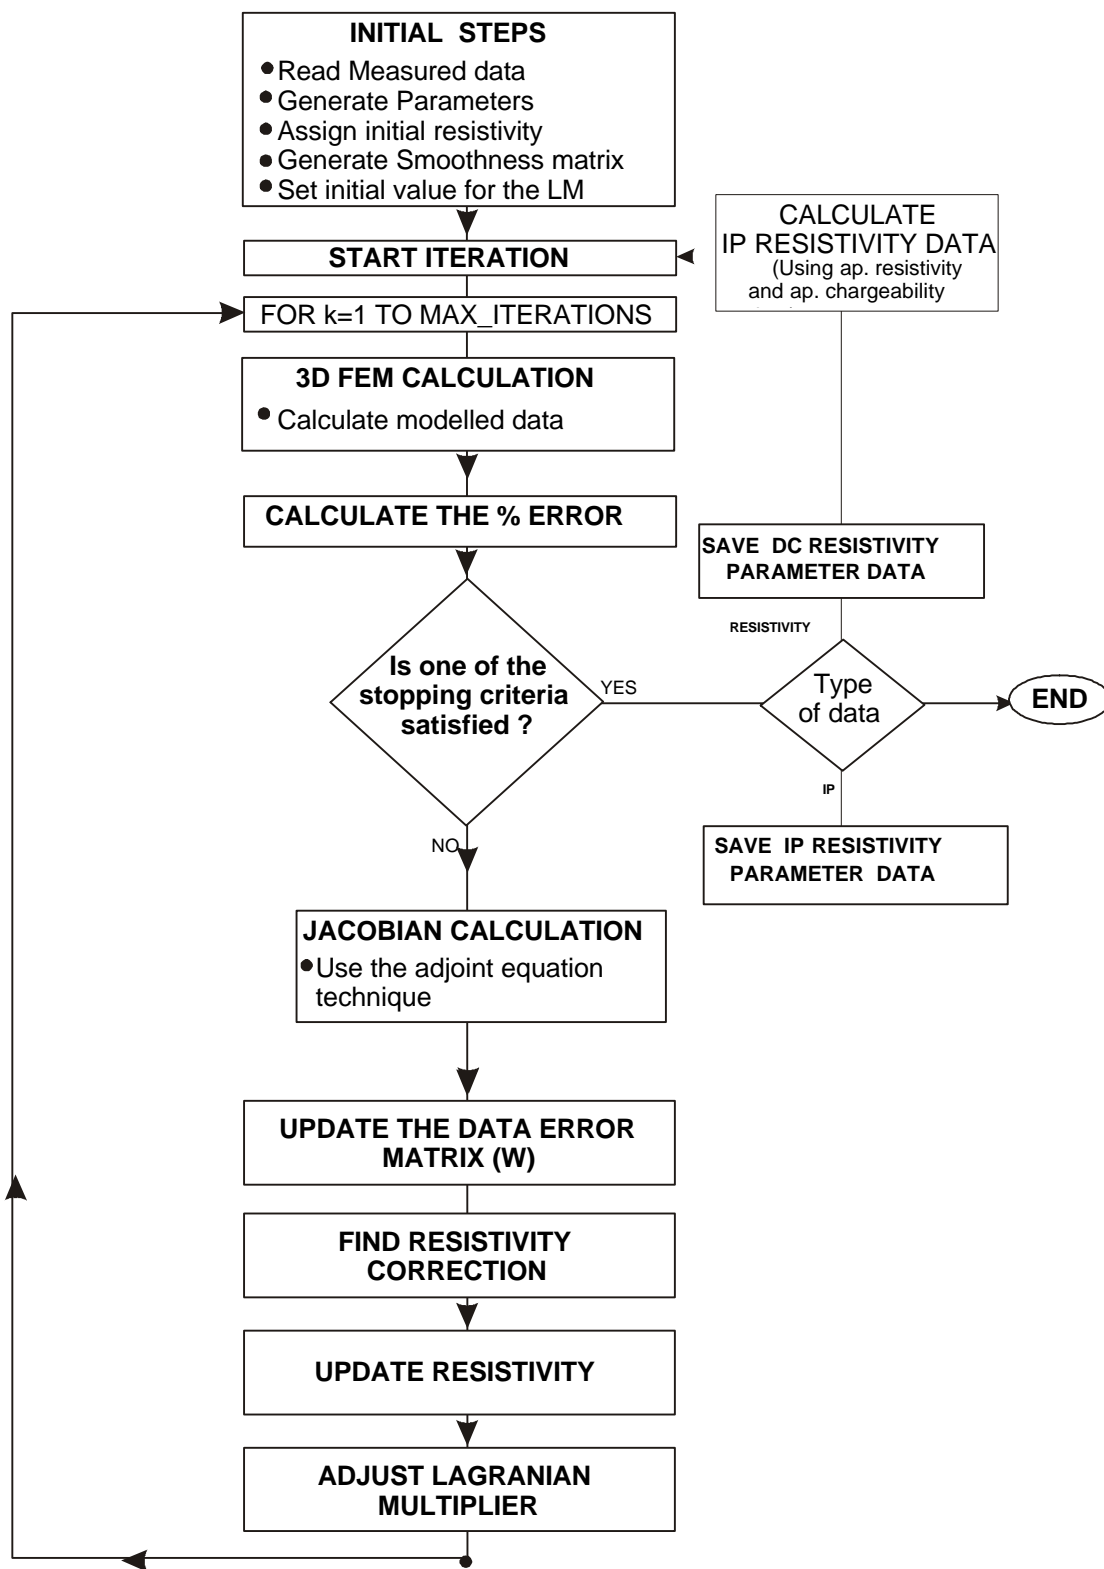 INITIAL STEPS
• Read Measured data
• Generate Parameters
• Assign initial resistivity
• Generate Smoothness matrix
• Set initial value for the LM
START ITERATION
CALCULATE
IP RESISTIVITY DATA
(Using ap. resistivity
and ap. chargeability
FOR k=1 TO MAX_ITERATIONS
3D FEM CALCULATION
• Calculate modelled data
CALCULATE THE % ERROR
SAVE DC RESISTIVITY
PARAMETER DATA
RESISTIVITY
Is one of the
stopping criteria
satisfied ?
YES
Type
of data
END
IP
NO
SAVE IP RESISTIVITY
PARAMETER DATA
JACOBIAN CALCULATION
• Use the adjoint equation
technique
UPDATE THE DATA ERROR
MATRIX (W)
FIND RESISTIVITY
CORRECTION
UPDATE RESISTIVITY
ADJUST LAGRANIAN
MULTIPLIER